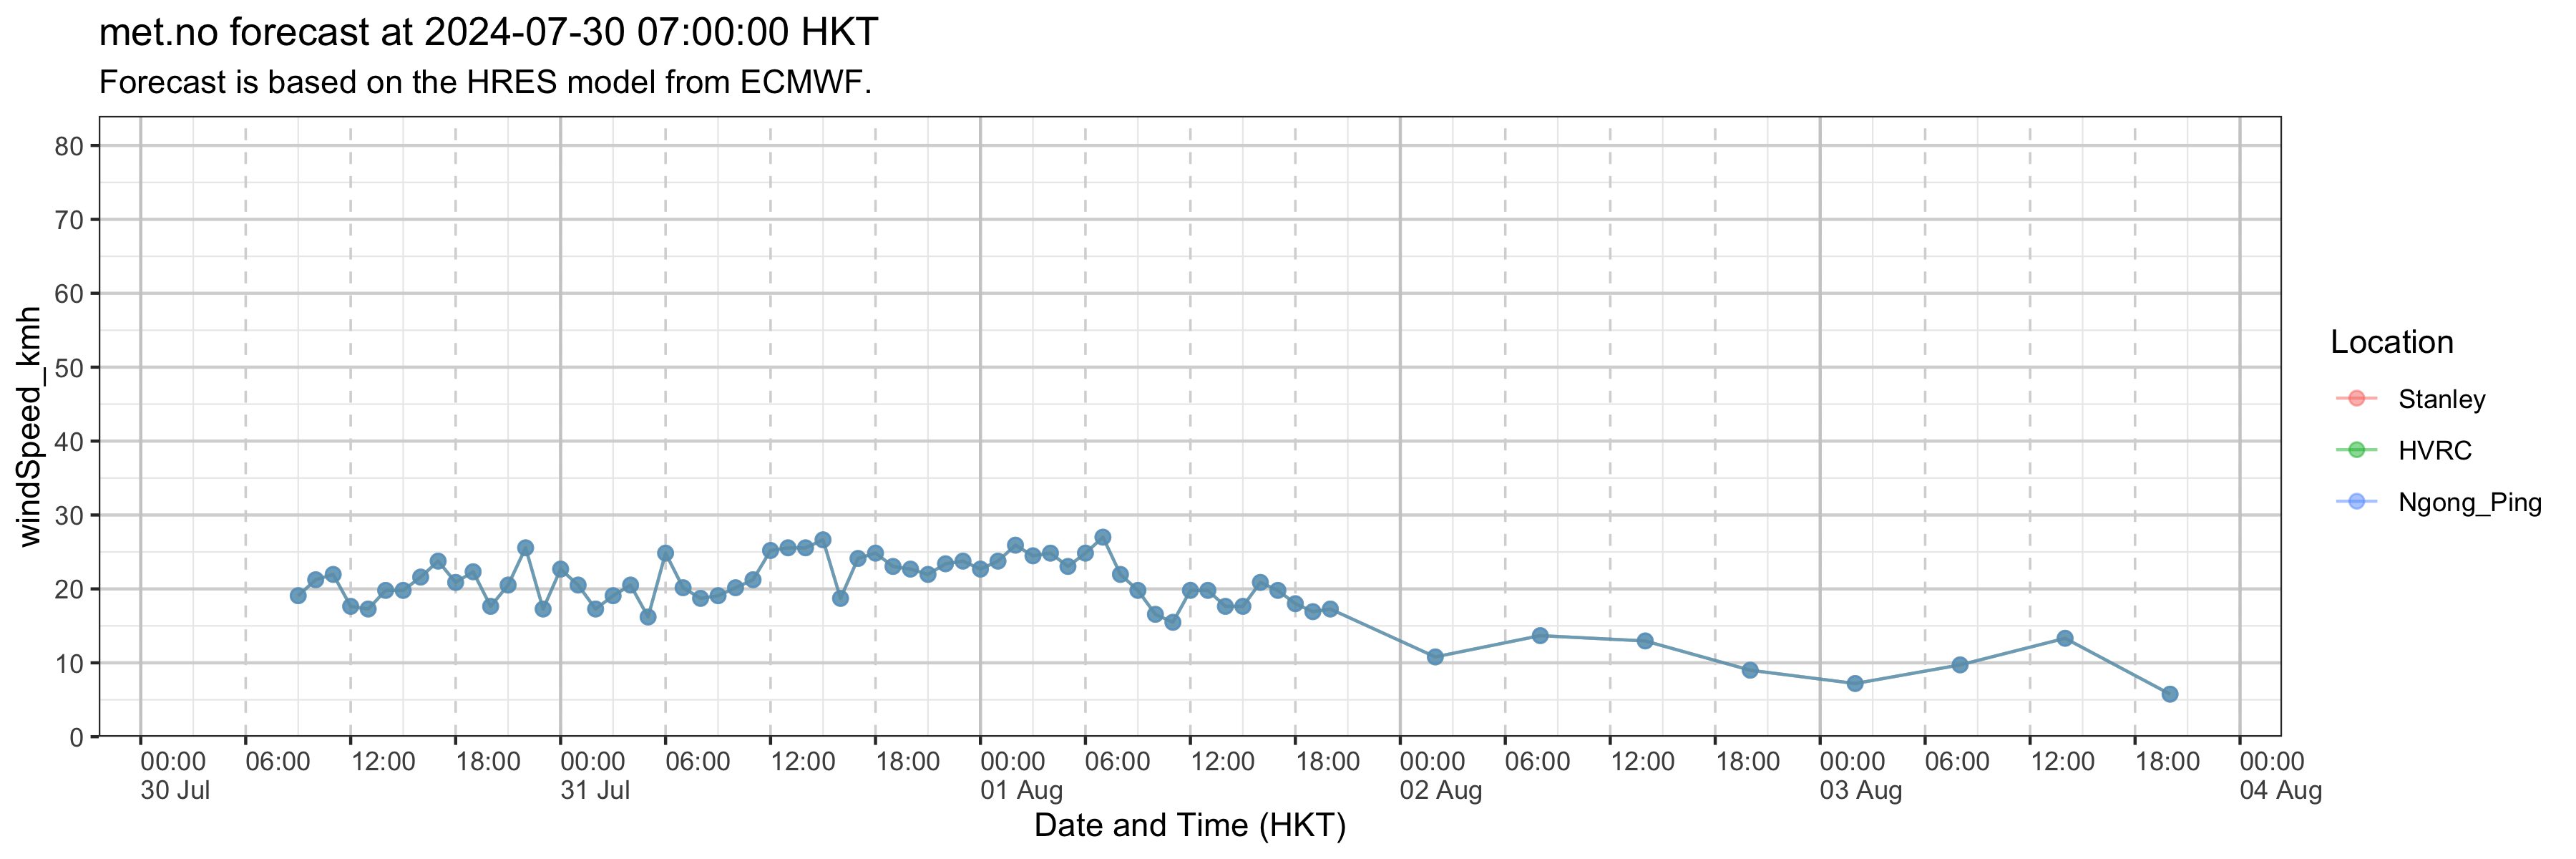 met.no forecast at 2024-07-30 07:00:00 HKT
Forecast is based on the HRES model from ECMWF.
windSpeed_kmh
80
70
60
50
40
30
20
10
0
00:00 06:00 12:00 18:00 00:00 06:00 12:00 18:00 00:00 06:00 12:00 18:00 00:00 06:00 12:00 18:00 00:00 06:00 12:00 18:00 00:00
30 Jul 31 Jul 01 Aug 02 Aug 03 Aug 04 Aug
Date and Time (HKT)
Location
Stanley
HVRC
Ngong_Ping